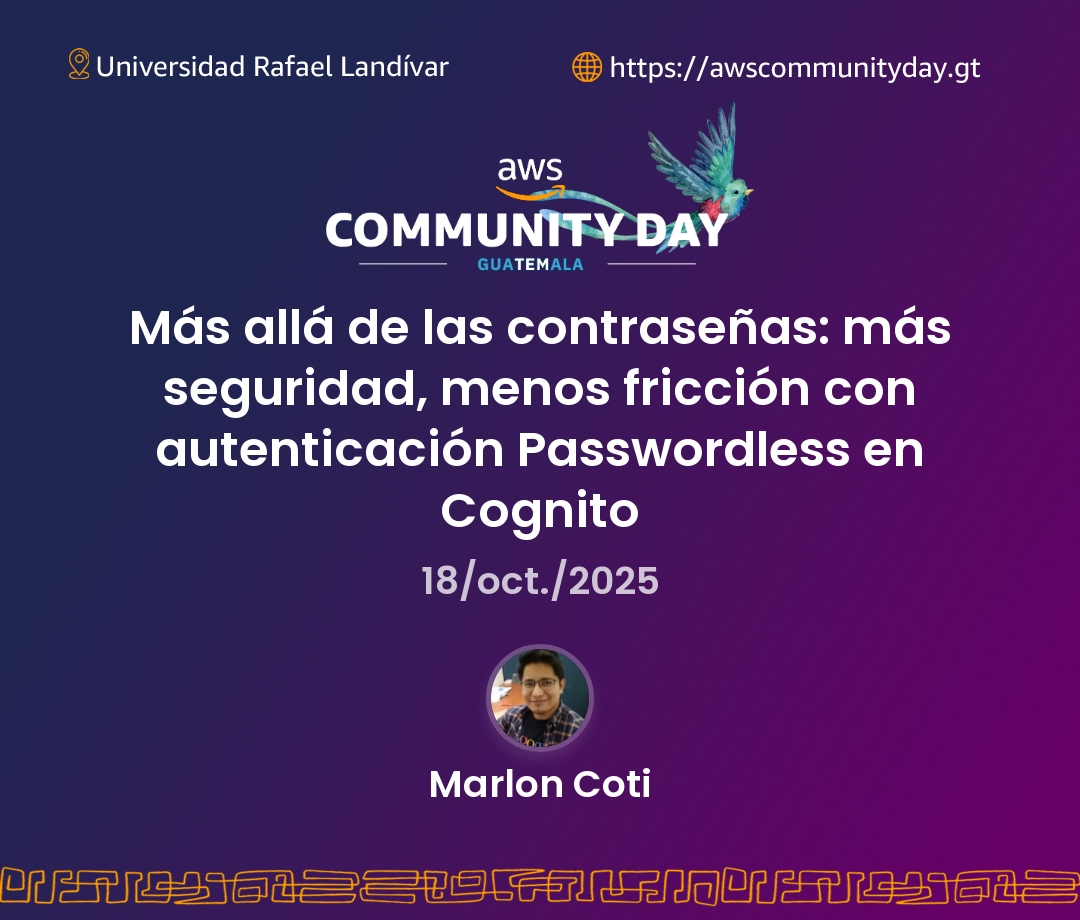 Universidad Rafael Landívar
https://awscommunityday.gt
aws
COMMUNITY DAY
GUATEMALA
Más allá de las contraseñas: más
seguridad, menos fricción con
autenticación Passwordless en
Cognito
18/oct./2025
Marlon Coti